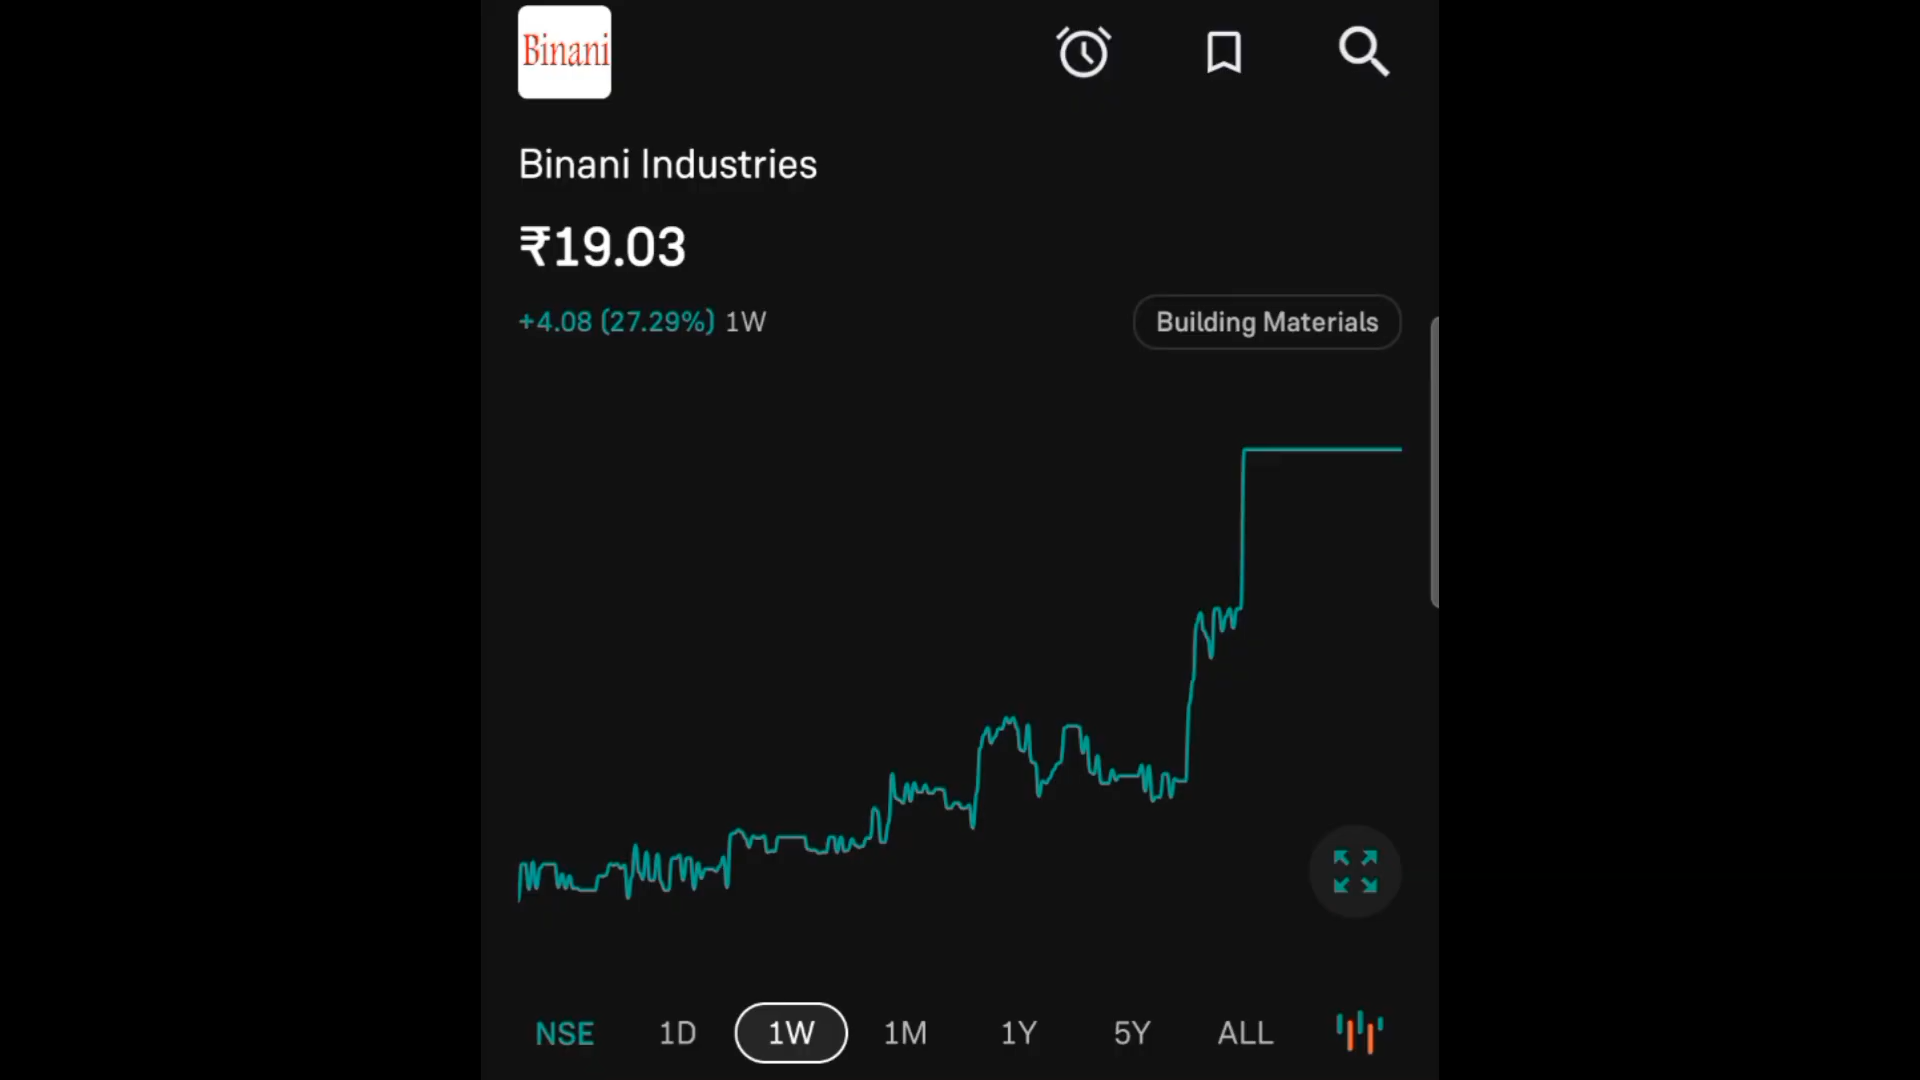 Binani
Binani Industries
₹19.03
+4.08 (27.29%) 1W
Building Materials
NSE 1D 1W 1M 1Y 5Y ALL